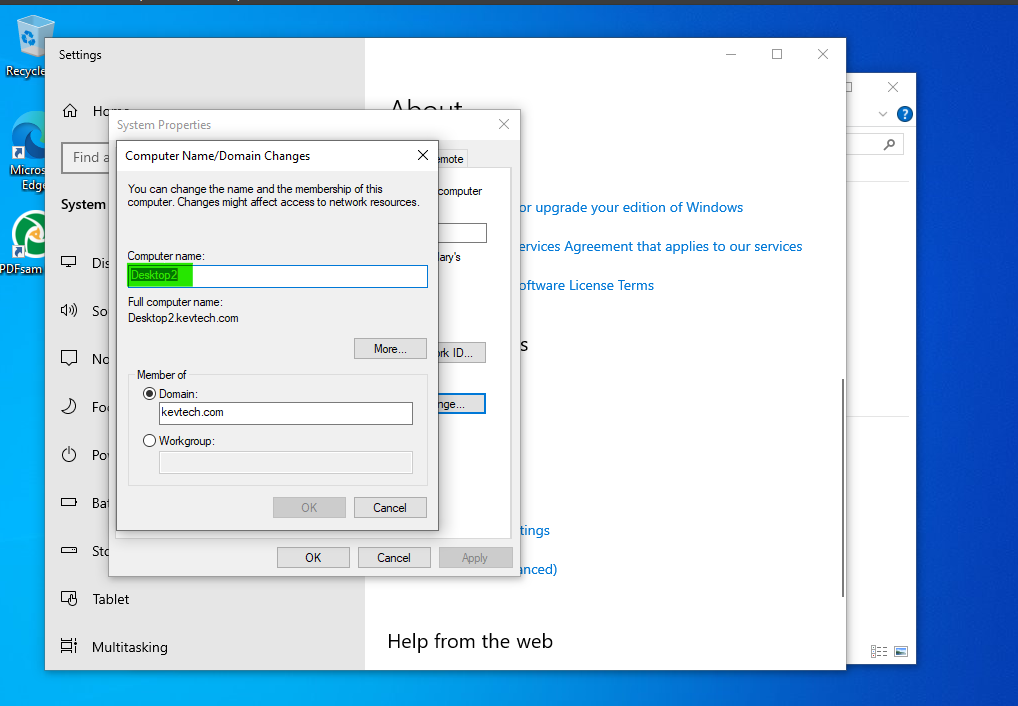 Recycle
Micros
Edge
PDFsam
Settings
Home
Find a
System
Dis
So
No
Foc
Po
Bat
Sto
Tablet
Multitasking
About
or upgrade your edition of Windows
ervices Agreement that applies to our services
oftware License Terms
s
tings
anced)
Help from the web
System Properties
emote
computer
ary's
rk ID...
nge...
OK
Cancel
Apply
Computer Name/Domain Changes
You can change the name and the membership of this
computer. Changes might affect access to network resources.
Computer name:
Desktop2
Full computer name:
Desktop2.kevtech.com
More...
Member of
Domain:
kevtech.com
Workgroup:
OK
Cancel